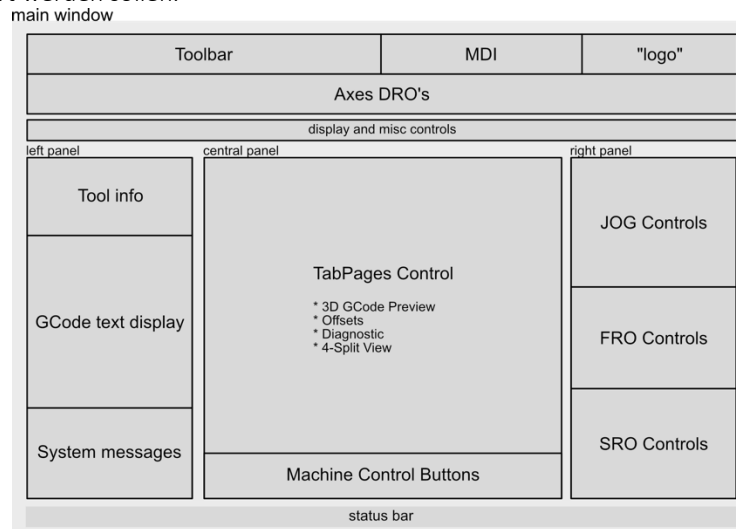 werden sollen.
main window
Toolbar
MDI
"logo"
Axes DRO's
display and misc controls
left panel
central panel
right panel
Tool info
GCode text display
System messages
TabPages Control
* 3D GCode Preview
* Offsets
* Diagnostic
* 4-Split View
Machine Control Buttons
JOG Controls
FRO Controls
SRO Controls
status bar